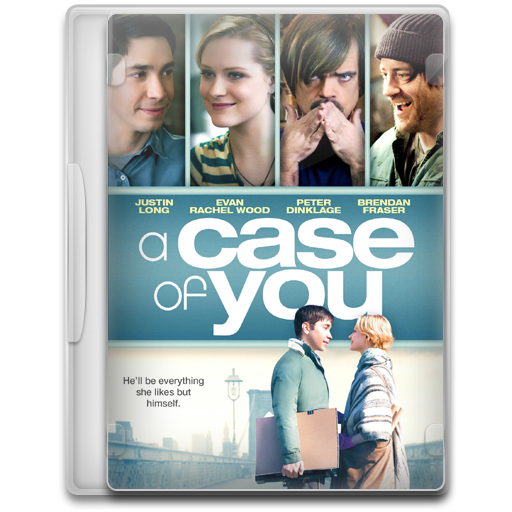 JUSTIN LONG
EVAN RACHEL WOOD
PETER DINKLAGE
BRENDAN FRASER
a case
of you
He'll be everything
she likes but
himself.